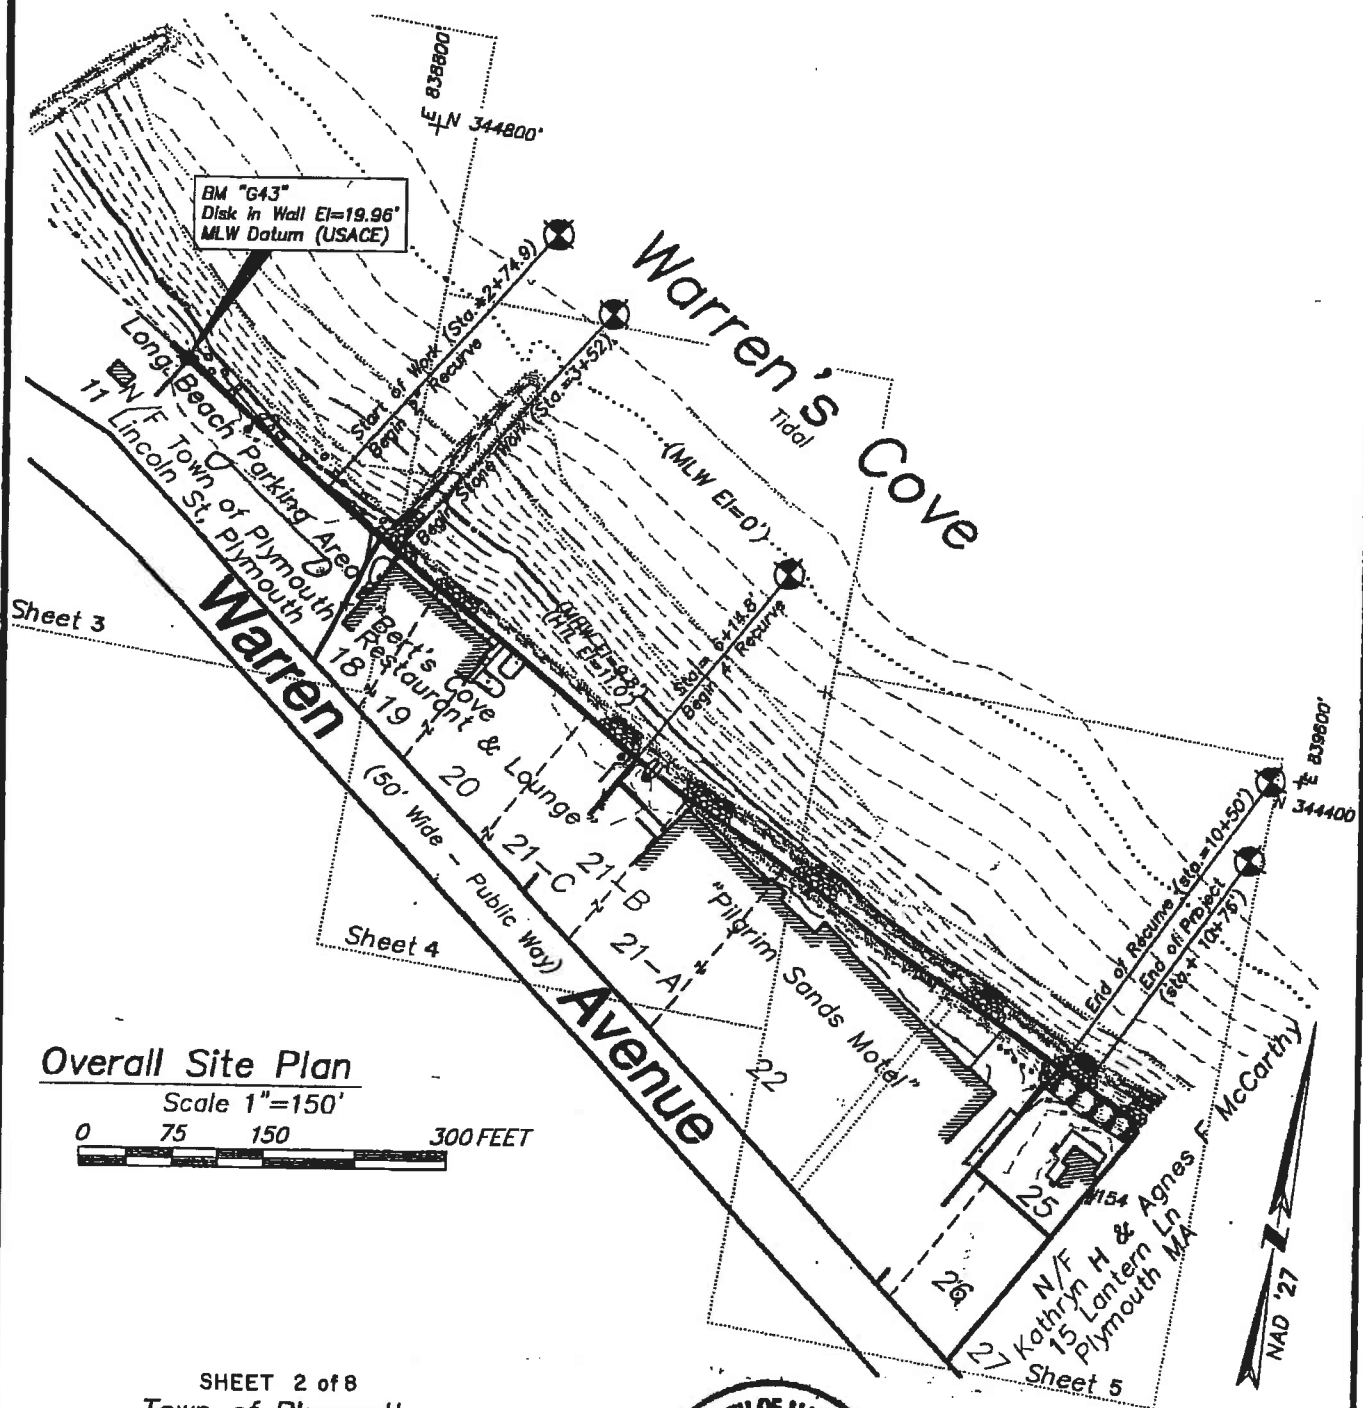 E 838800
N 344800'
BM "G43"
Disk in Wall El=19.96'
MLW Datum (USACE)
Start of Work (Sta.=2+74.9)
Recurve
(Sta.=3+52)
Begin Stone Work
Warren's Cove
Tidal
(MLW El=0')
Long Beach Parking Area
N/F Town of Plymouth
11 Lincoln St, Plymouth
Sheet 3
Warren
Avenue
(50' Wide - Public Way)
Bert's Cove
Restaurant & Lounge
18
19
20
21-C
21-B
21-A
22
(HTL El=11.0')
Begin 4' Recurve
Sheet 4
"Pilgrim Sands Motel"
E 839600'
N 344400
End of Recurve (sta.=10+50')
End of Project
(sta.+ 10+76')
Overall Site Plan
Scale 1"=150'
0 75 150 300 FEET
25
26
27
#154
N/F
Kathryn H & Agnes F McCarthy
15 Lantern Ln
Plymouth MA
Sheet 5
NAD '27
SHEET 2 of 8